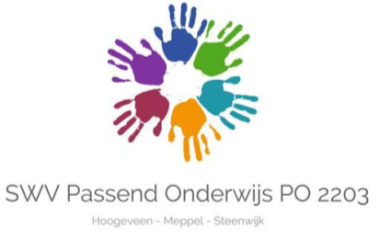 SWV Passend Onderwijs PO 2203
Hoogeveen - Meppel - Steenwijk